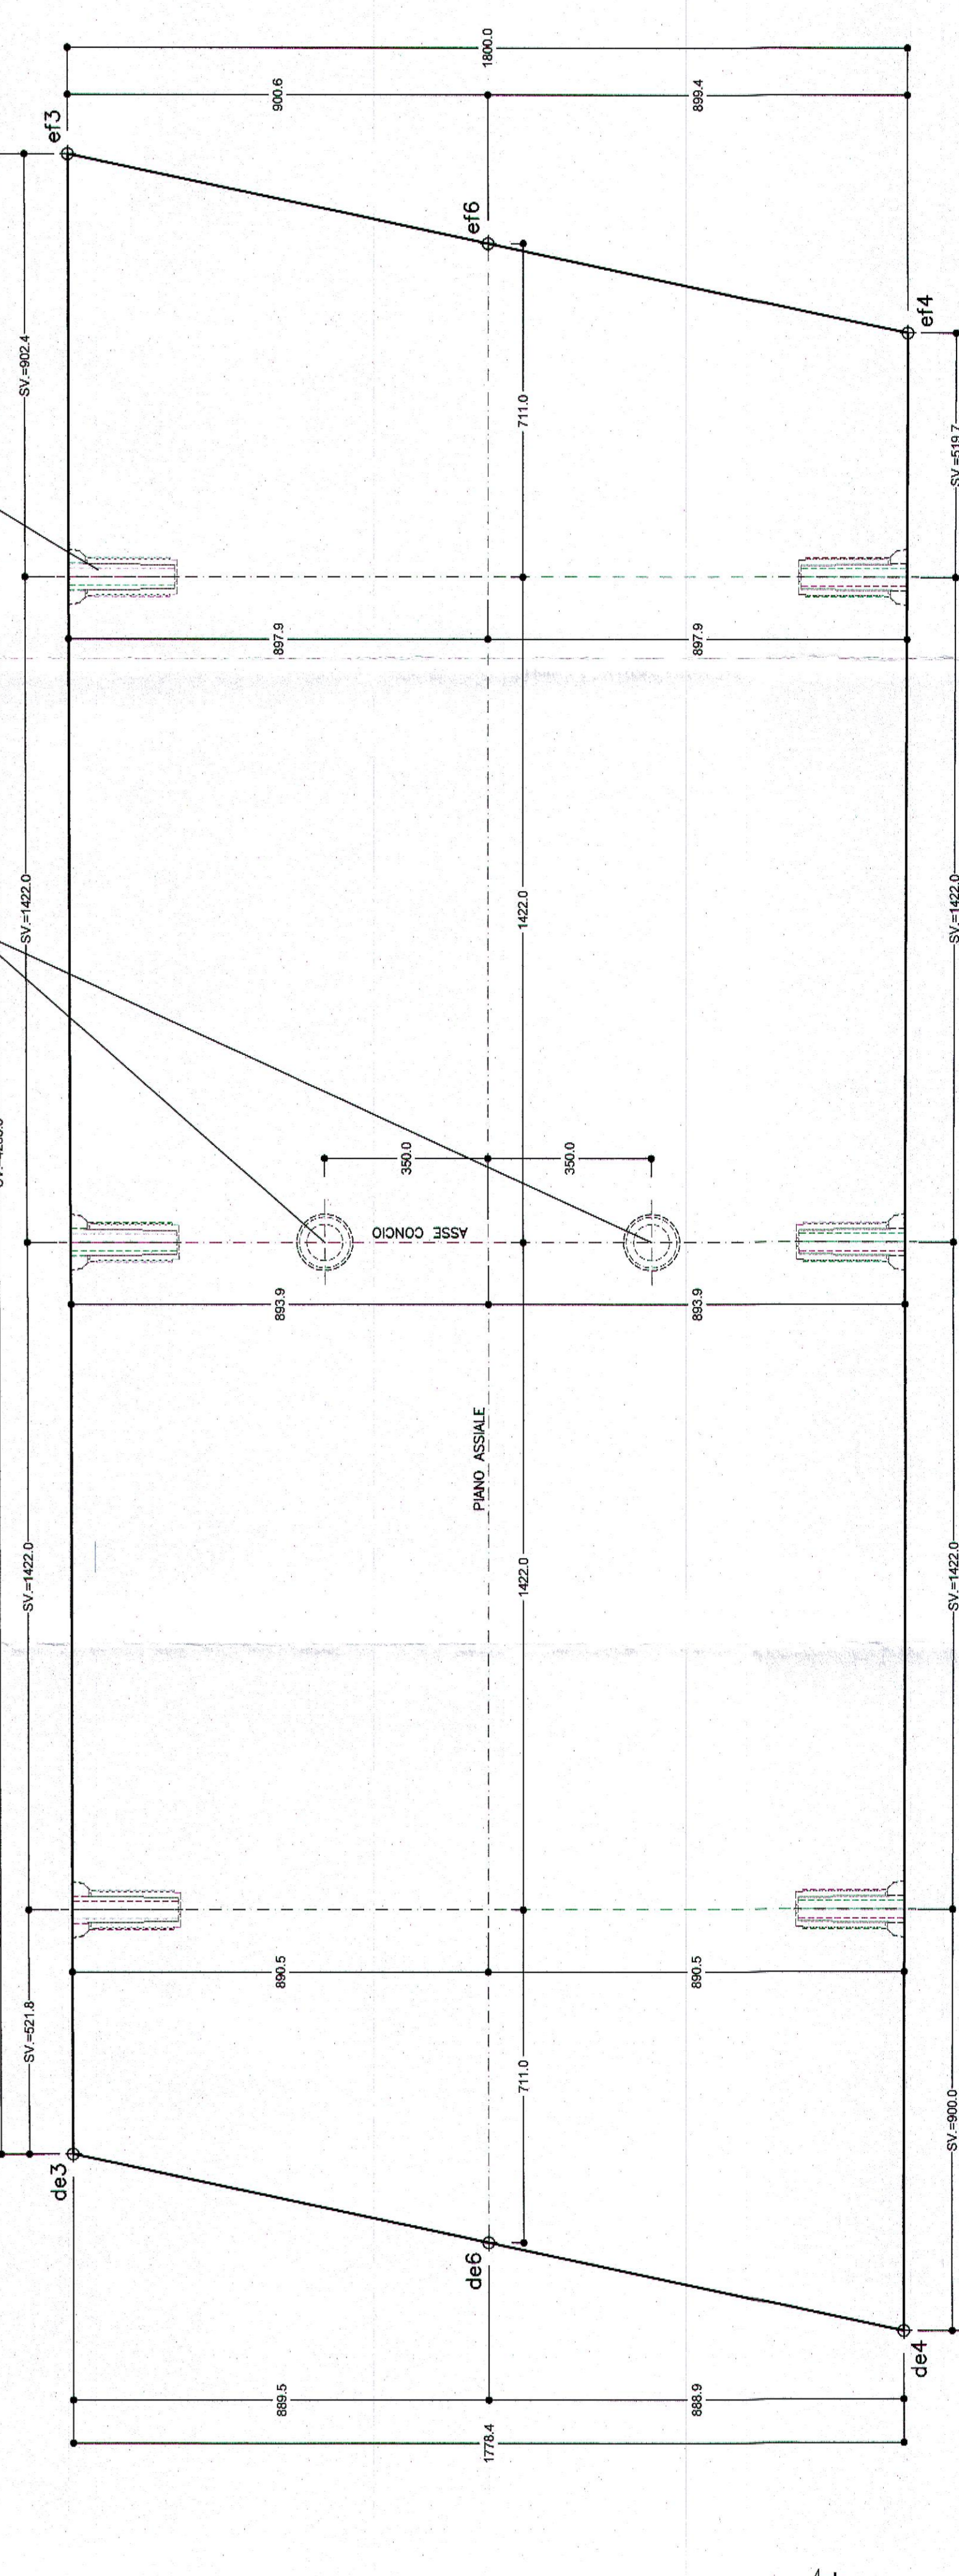 1800.0
900.6
899.4
ef3
ef6
ef4
SV.=902.4
711.0
SV.=519.7
897.9
897.9
SV.=1422.0
1422.0
SV.=1422.0
350.0
350.0
ASSE CONCIO
893.9
893.9
PIANO ASSIALE
SV.=1422.0
1422.0
SV.=1422.0
890.5
890.5
SV.=521.8
711.0
SV.=900.0
de3
de6
de4
889.5
888.9
1778.4